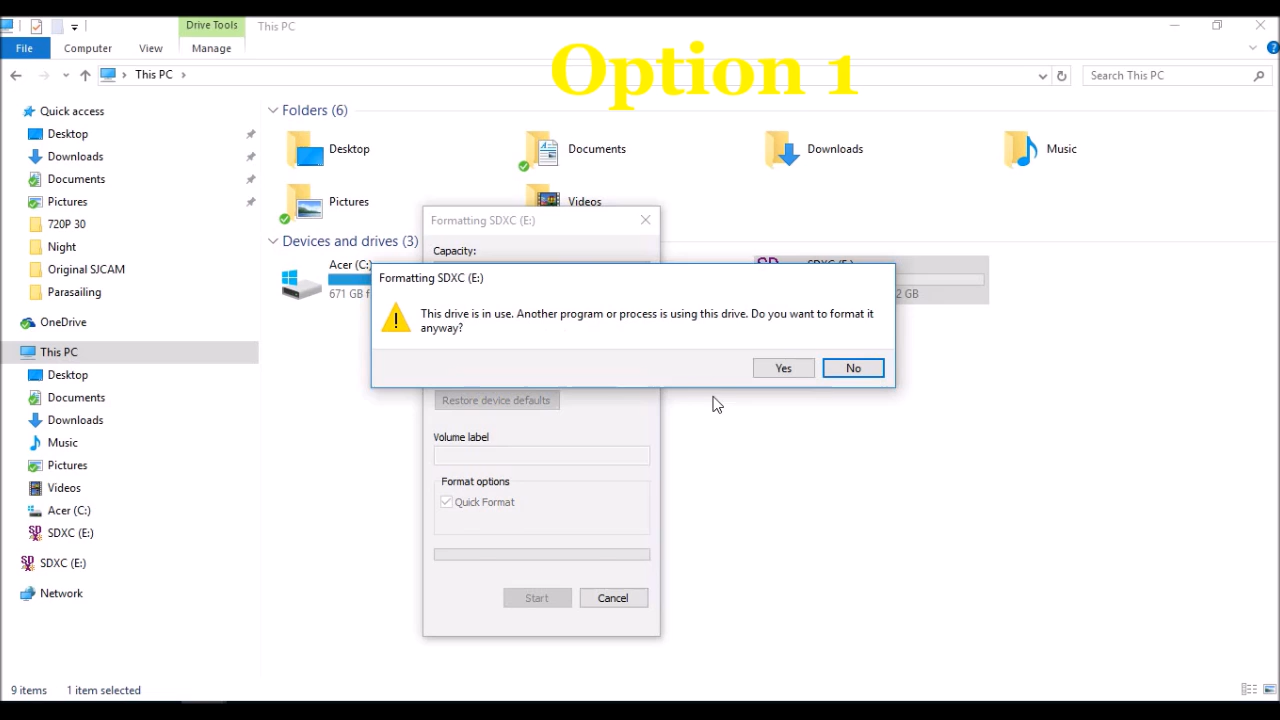 Drive Tools
This PC
File
Computer
View
Manage
Option 1
This PC
Search This PC
Quick access
Desktop
Downloads
Documents
Pictures
720P 30
Night
Original SJCAM
Parasailing
OneDrive
This PC
Desktop
Documents
Downloads
Music
Pictures
Videos
Acer (C:)
SDXC (E:)
SDXC (E:)
Network
Folders (6)
Desktop
Documents
Downloads
Music
Pictures
Videos
Devices and drives (3)
Acer (C:)
671 GB f
2 GB
Formatting SDXC (E:)
Capacity:
Formatting SDXC (E:)
This drive is in use. Another program or process is using this drive. Do you want to format it
anyway?
Yes
No
Restore device defaults
Volume label
Format options
Quick Format
Start
Cancel
9 items
1 item selected